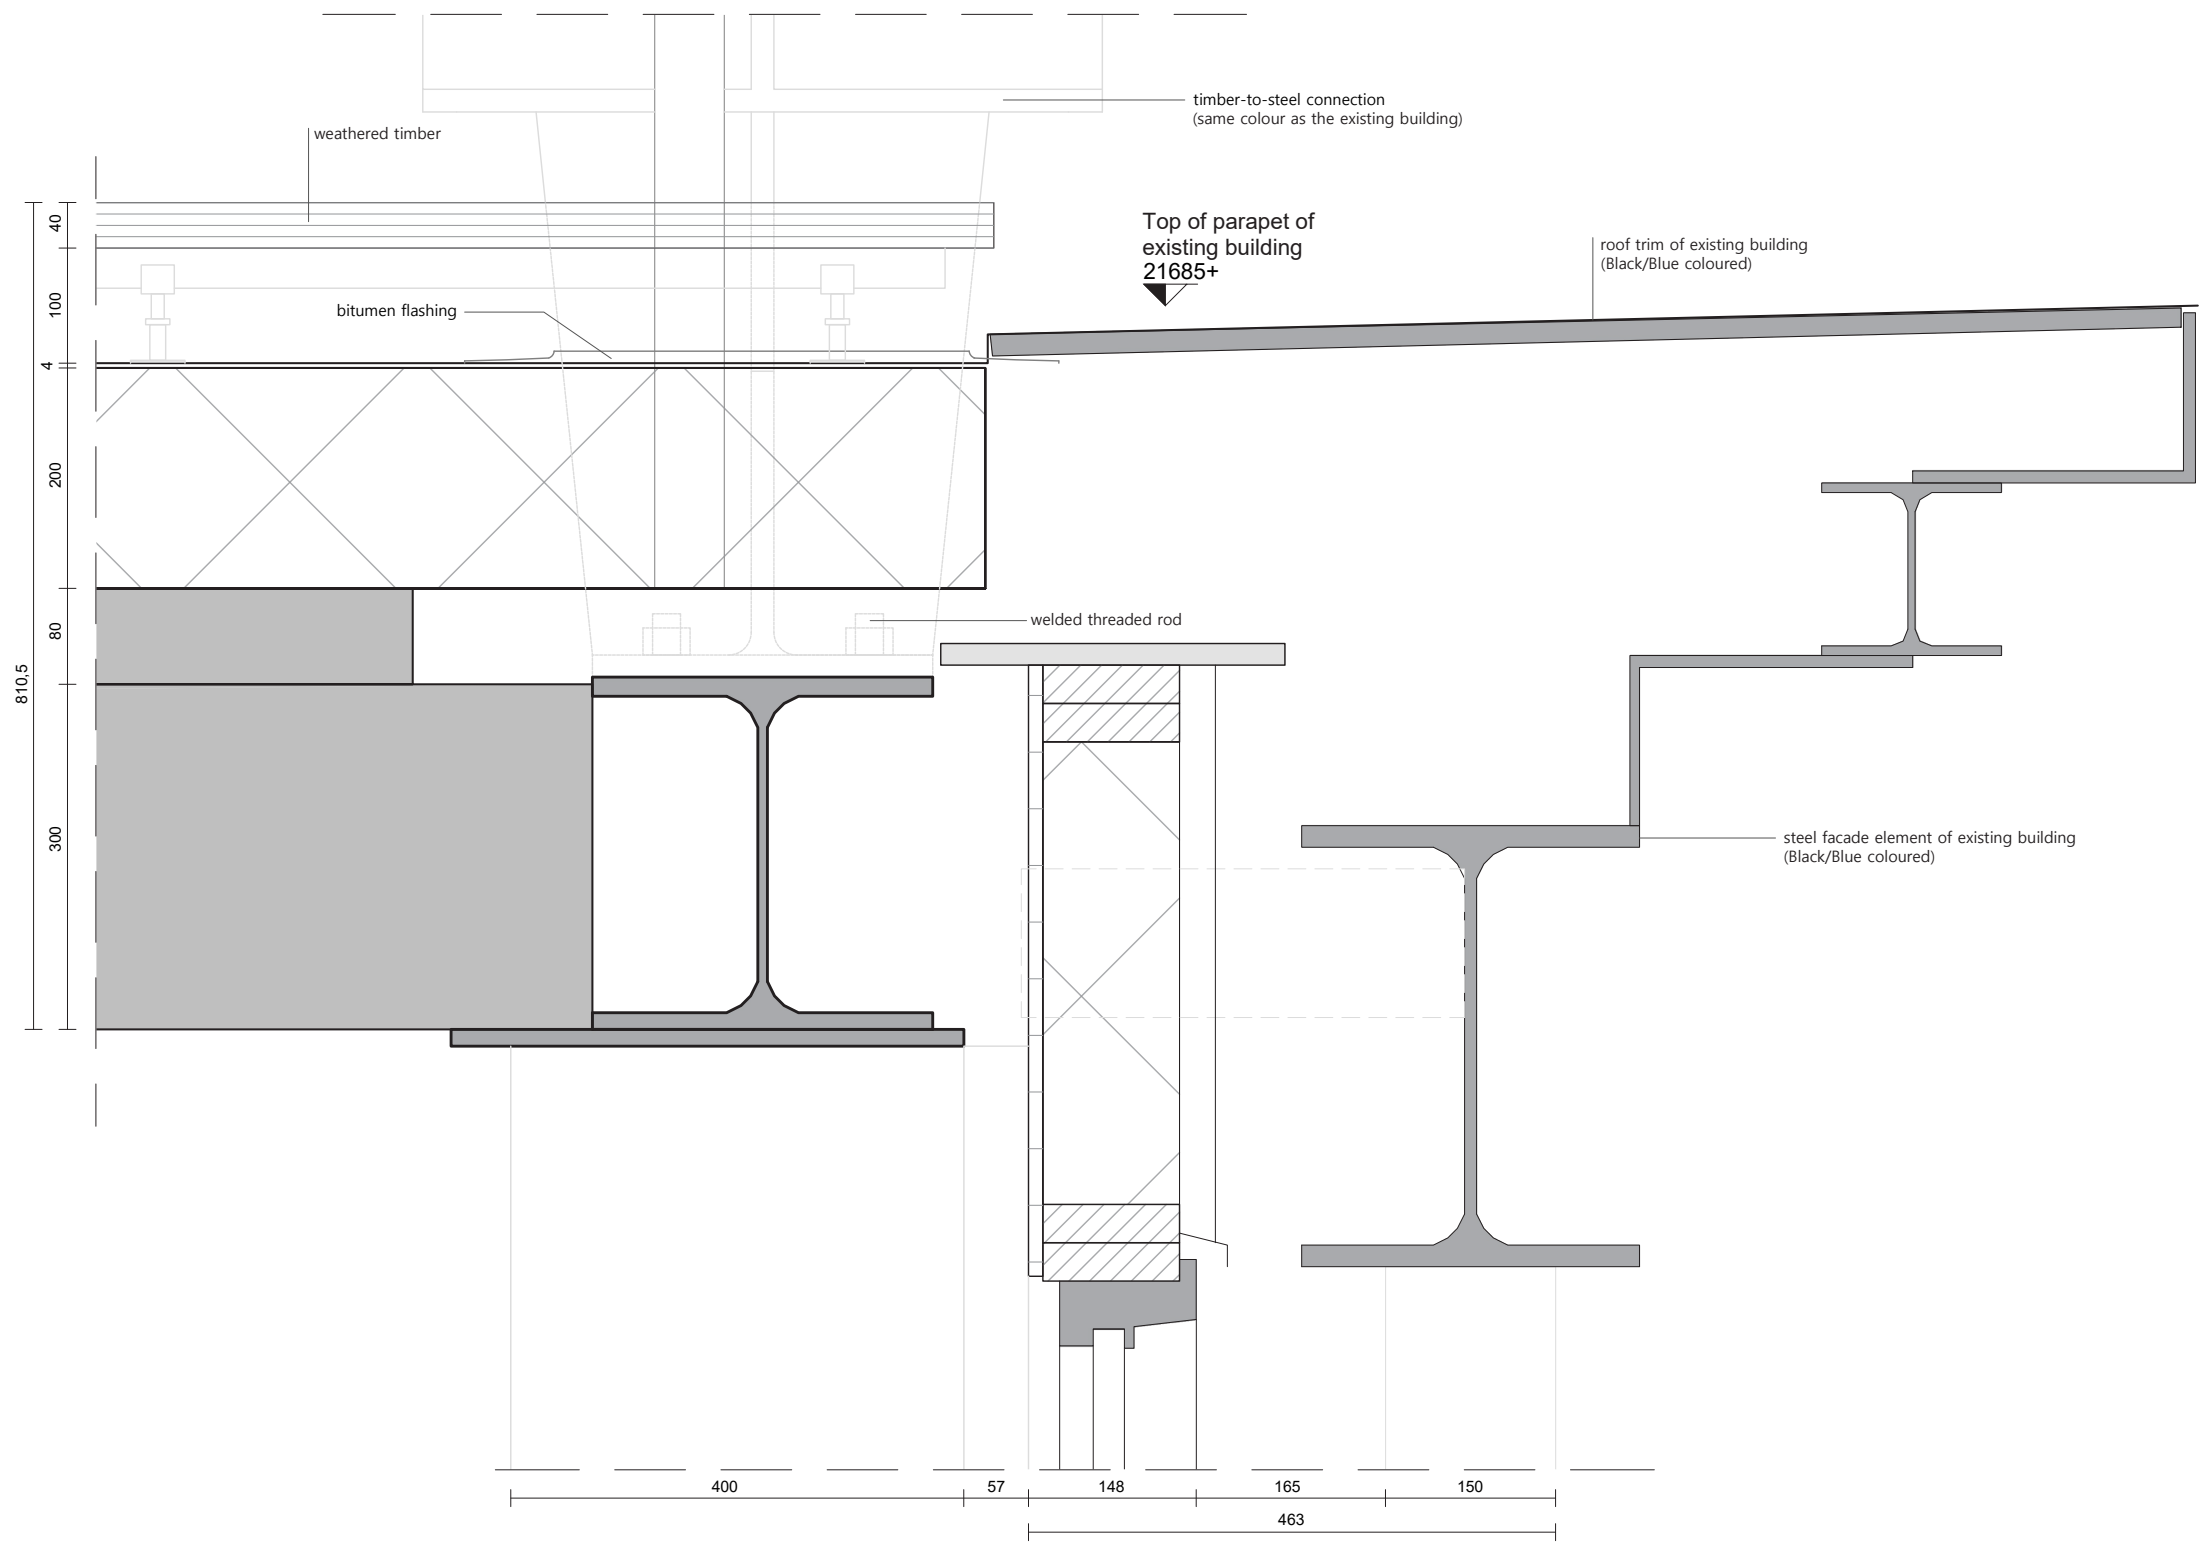 timber-to-steel connection
(same colour as the existing building)
weathered timber
Top of parapet of
existing building
21685+
roof trim of existing building
(Black/Blue coloured)
bitumen flashing
welded threaded rod
steel facade element of existing building
(Black/Blue coloured)
40
100
4
200
80
810,5
300
400
57
148
165
150
463